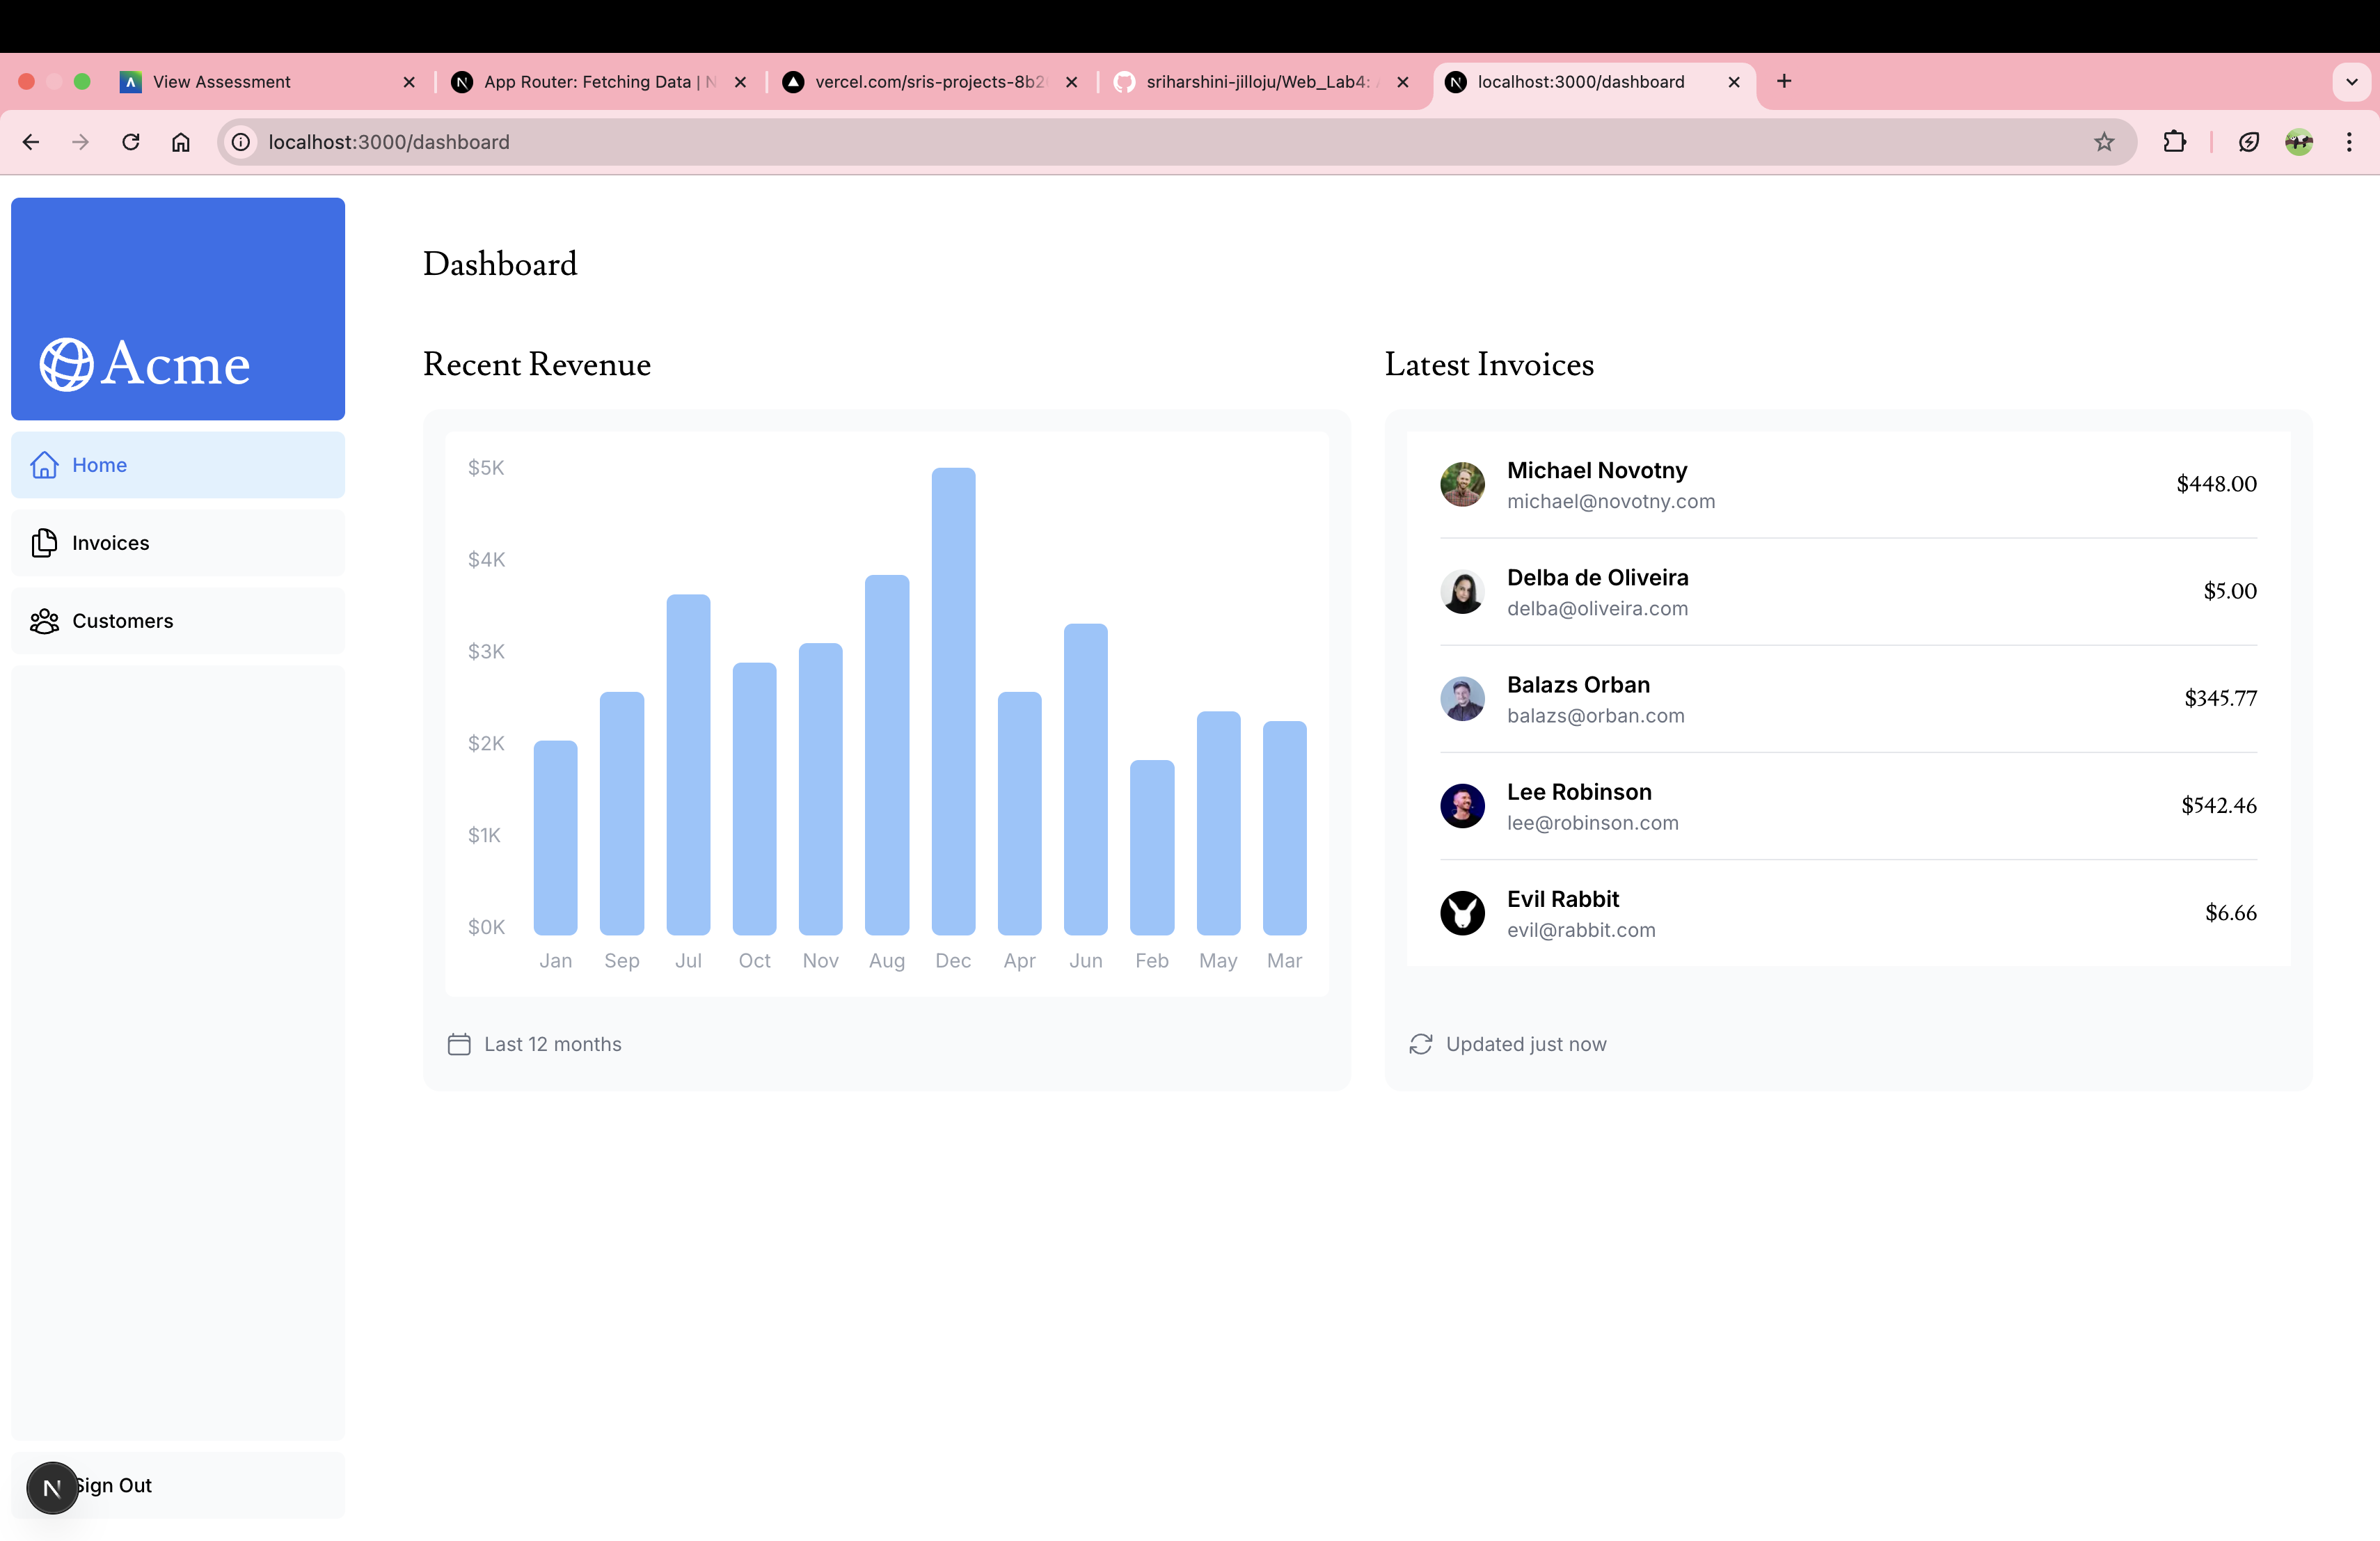 View Assessment
App Router: Fetching Data | N
vercel.com/sris-projects-8b2
sriharshini-jilloju/Web_Lab4:
localhost:3000/dashboard
localhost:3000/dashboard
Acme
Home
Invoices
Customers
Sign Out
N
Dashboard
Recent Revenue
$5K
$4K
$3K
$2K
$1K
$0K
Jan Sep Jul Oct Nov Aug Dec Apr Jun Feb May Mar
Last 12 months
Latest Invoices
Michael Novotny
michael@novotny.com
$448.00
Delba de Oliveira
delba@oliveira.com
$5.00
Balazs Orban
balazs@orban.com
$345.77
Lee Robinson
lee@robinson.com
$542.46
Evil Rabbit
evil@rabbit.com
$6.66
Updated just now